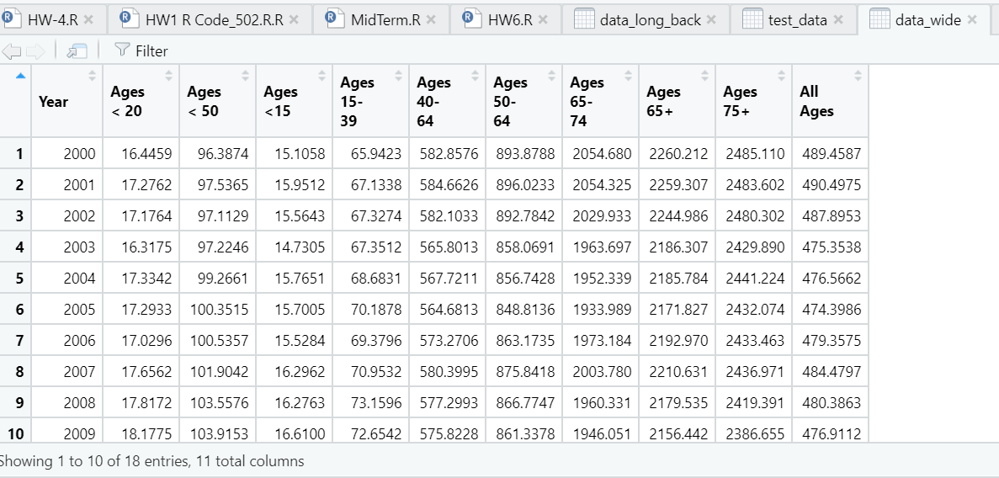 HW-4.R HW1 R Code_502.R.R MidTerm.R HW6.R data_long_back test_data data_wide
Filter
Year Ages < 20 Ages < 50 Ages <15 Ages 15-39 Ages 40-64 Ages 50-64 Ages 65-74 Ages 65+ Ages 75+ All Ages
1 2000 16.4459 96.3874 15.1058 65.9423 582.8576 893.8788 2054.680 2260.212 2485.110 489.4587
2 2001 17.2762 97.5365 15.9512 67.1338 584.6626 896.0233 2054.325 2259.307 2483.602 490.4975
3 2002 17.1764 97.1129 15.5643 67.3274 582.1033 892.7842 2029.933 2244.986 2480.302 487.8953
4 2003 16.3175 97.2246 14.7305 67.3512 565.8013 858.0691 1963.697 2186.307 2429.890 475.3538
5 2004 17.3342 99.2661 15.7651 68.6831 567.7211 856.7428 1952.339 2185.784 2441.224 476.5662
6 2005 17.2933 100.3515 15.7005 70.1878 564.6813 848.8136 1933.989 2171.827 2432.074 474.3986
7 2006 17.0296 100.5357 15.5284 69.3796 573.2706 863.1735 1973.184 2192.970 2433.463 479.3575
8 2007 17.6562 101.9042 16.2962 70.9532 580.3995 875.8418 2003.780 2210.631 2436.971 484.4797
9 2008 17.8172 103.5576 16.2763 73.1596 577.2993 866.7747 1960.331 2179.535 2419.391 480.3863
10 2009 18.1775 103.9153 16.6100 72.6542 575.8228 861.3378 1946.051 2156.442 2386.655 476.9112
Showing 1 to 10 of 18 entries, 11 total columns